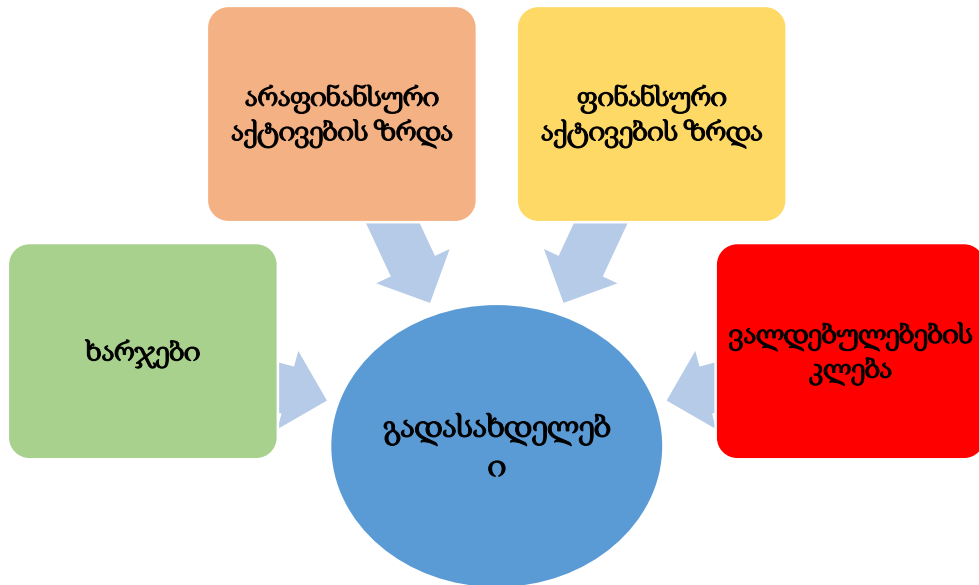 არაფინანსური
აქტივების ზრდა
ფინანსური
აქტივების ზრდა
ხარჯები
ვალდებულებების
კლება
გადასახდელებ
ი